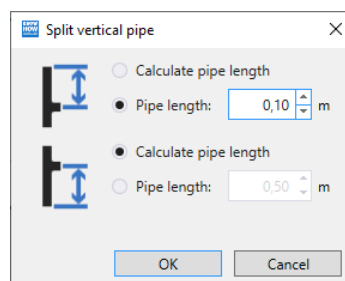 Split vertical pipe
Calculate pipe length
Pipe length: 0,10 m
Calculate pipe length
Pipe length: 0,50 m
OK Cancel